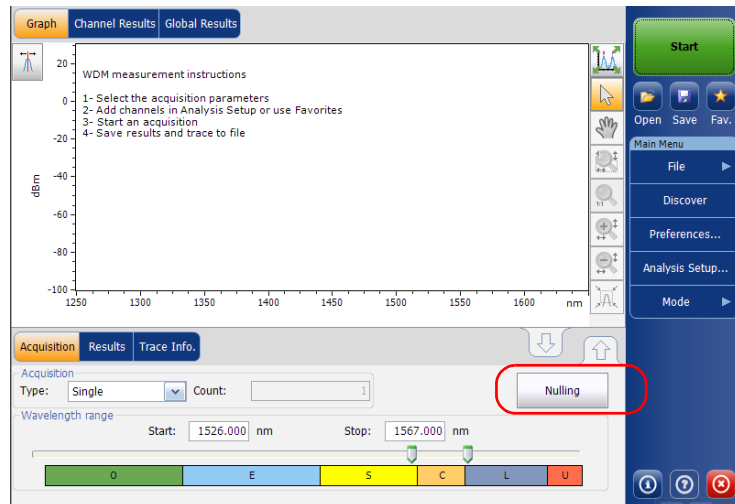 Graph Channel Results Global Results
Start
20
WDM measurement instructions
1- Select the acquisition parameters
0
2- Add channels in Analysis Setup or use Favorites
3- Start an acquisition
4- Save results and trace to file
Open Save Fav.
-20
Main Menu
File
-40
dBm
Discover
-60
Preferences...
-80
Analysis Setup...
-100
Mode
1250 1300 1350 1400 1450 1500 1550 1600 nm
1:1
Acquisition Results Trace Info.
Acquisition
Type: Single Count: 1
Nulling
Wavelength range
Start: 1526.000 nm Stop: 1567.000 nm
O E S C L U